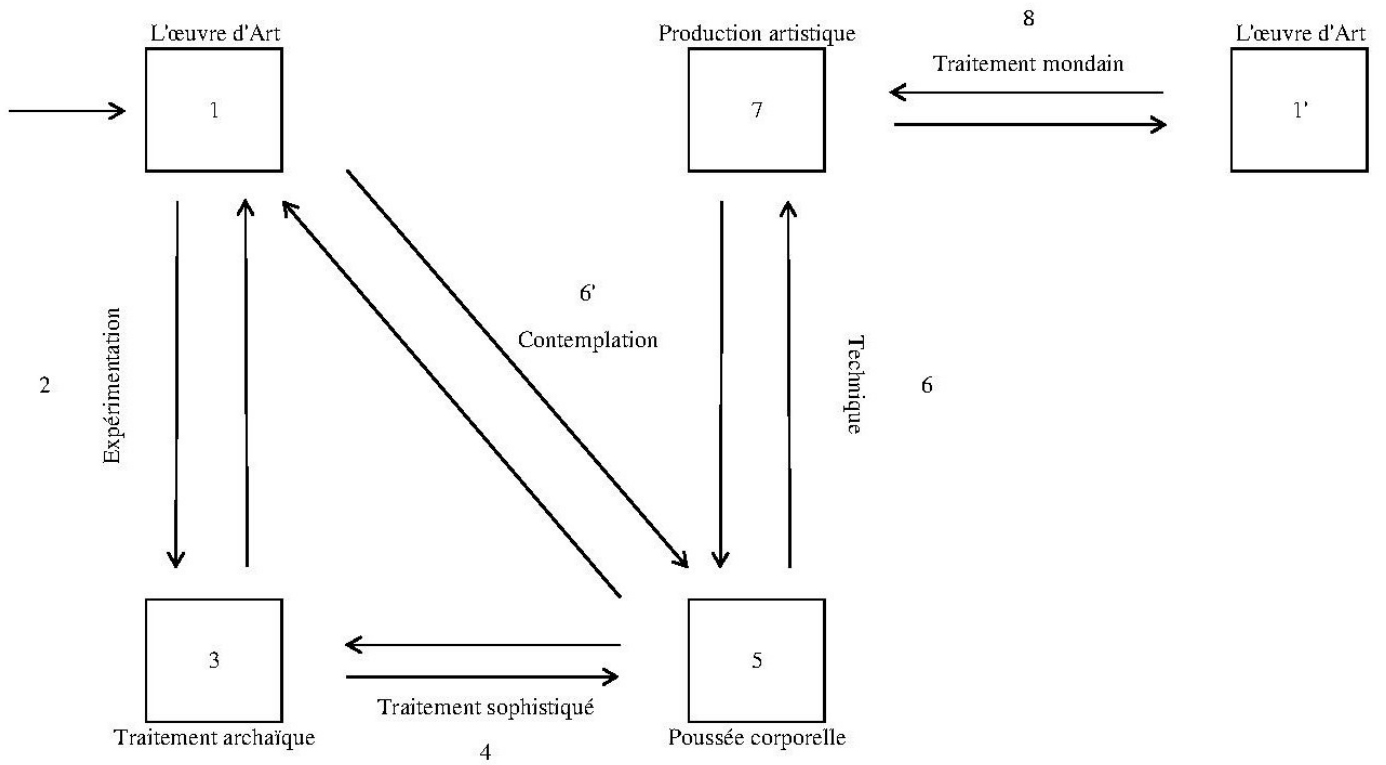 8
L'œuvre d'Art
Production artistique
L'œuvre d'Art
Traitement mondain
1
7
1'
6'
Contemplation
Expérimentation
Technique
2
6
3
5
Traitement sophistiqué
Traitement archaïque
Poussée corporelle
4